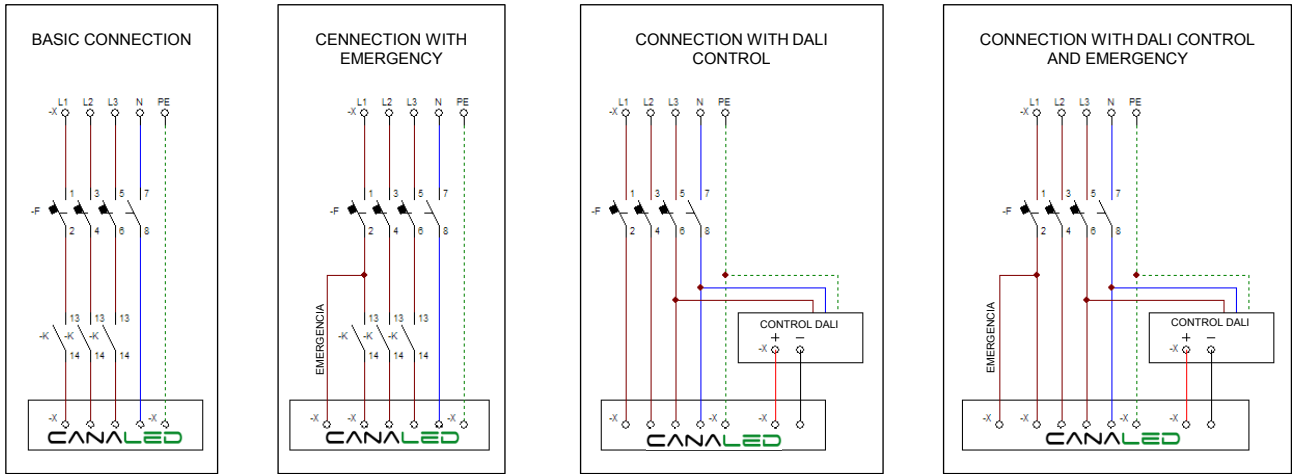 BASIC CONNECTION
-X L1 L2 L3 N PE
1 3 5 7
-F
2 4 6 8
13 13 13
-K -K -K
14 14 14
-X -X
CANALED
CENNECTION WITH
EMERGENCY
-X L1 L2 L3 N PE
1 3 5 7
-F
2 4 6 8
EMERGENCIA
13 13 13
-K -K -K
14 14 14
-X -X -X
CANALED
CONNECTION WITH DALI
CONTROL
-X L1 L2 L3 N PE
1 3 5 7
-F
2 4 6 8
CONTROL DALI
+ −
-X
-X -X -X
CANALED
CONNECTION WITH DALI CONTROL
AND EMERGENCY
-X L1 L2 L3 N PE
1 3 5 7
-F
2 4 6 8
EMERGENCIA
CONTROL DALI
+ −
-X
-X -X -X -X
CANALED